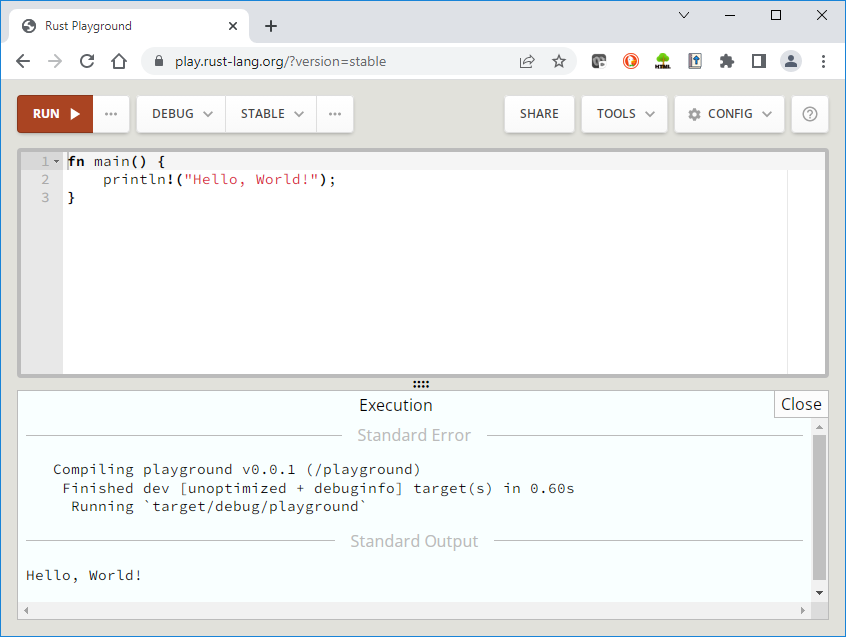 Rust Playground
play.rust-lang.org/?version=stable
HTML
RUN ··· DEBUG STABLE ··· SHARE TOOLS CONFIG ?
1 fn main() {
2     println!("Hello, World!");
3 }
Execution Close
Standard Error
   Compiling playground v0.0.1 (/playground)
    Finished dev [unoptimized + debuginfo] target(s) in 0.60s
     Running `target/debug/playground`
Standard Output
Hello, World!